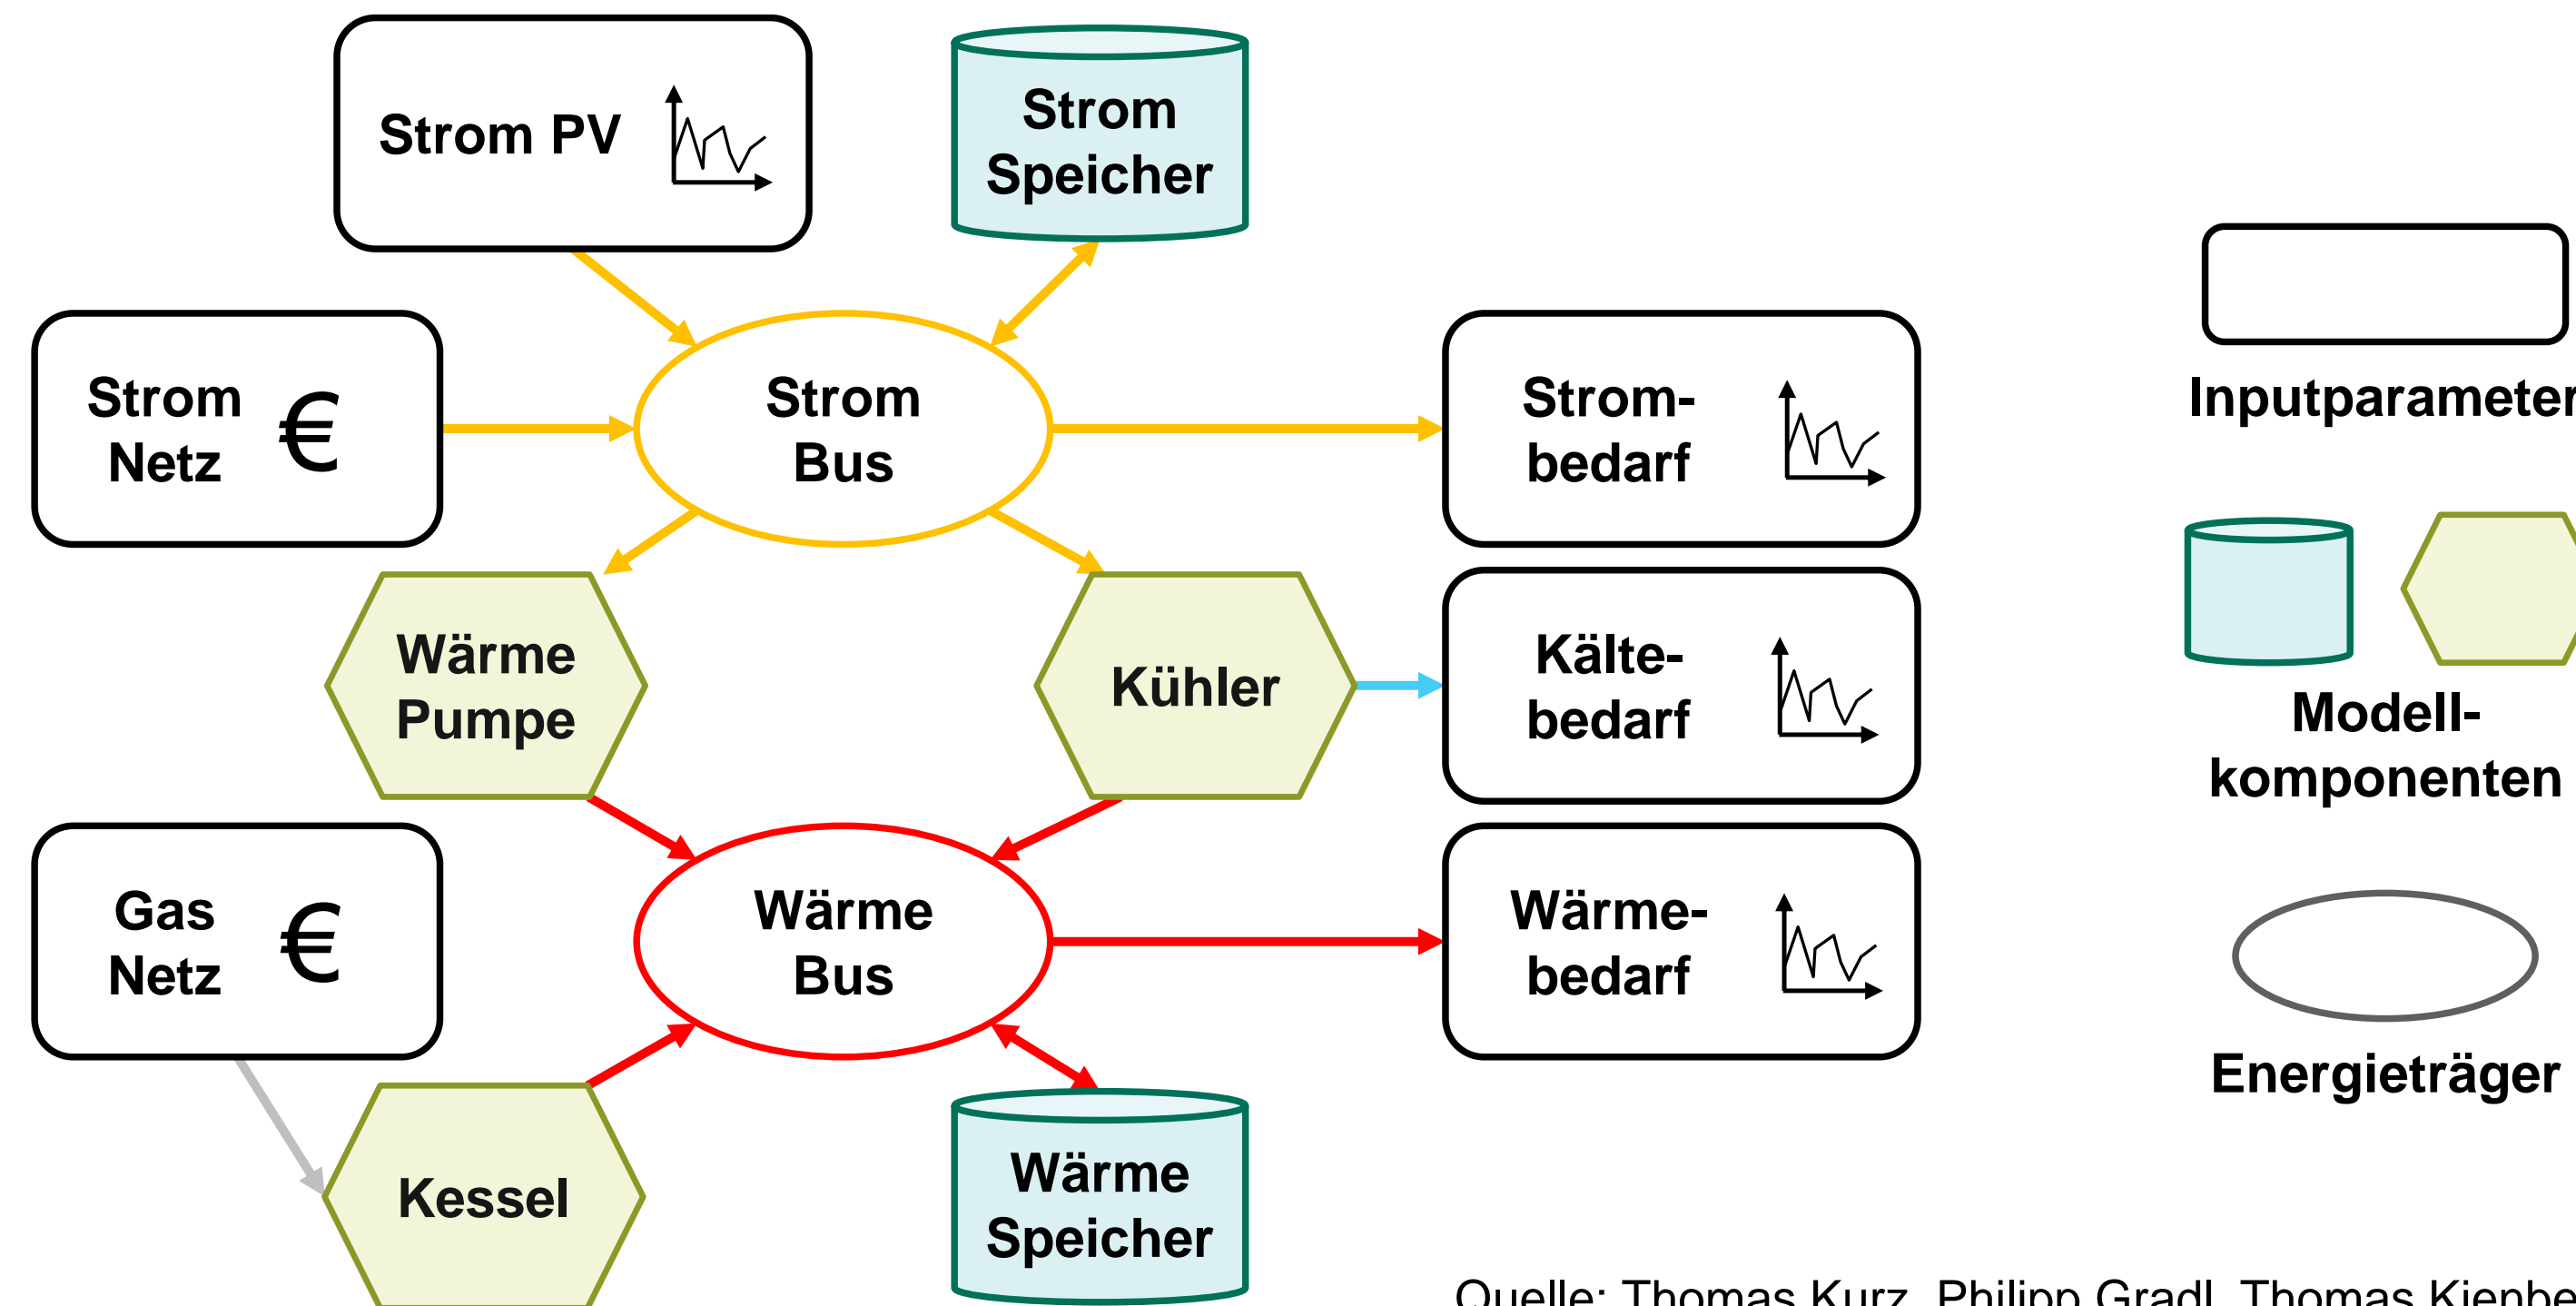 Strom PV
Strom
Speicher
Strom
Netz €
Strom
Bus
Strom-
bedarf
Wärme
Pumpe
Kühler
Kälte-
bedarf
Gas
Netz €
Wärme
Bus
Wärme-
bedarf
Kessel
Wärme
Speicher
Inputparameter
Modell-
komponenten
Energieträger
Quelle: Thomas Kurz, Philipp Gradl, Thomas